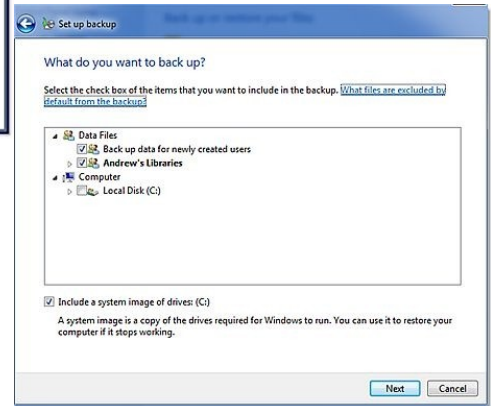 Set up backup
What do you want to back up?
Select the check box of the items that you want to include in the backup. What files are excluded by
default from the backup?
Data Files
Back up data for newly created users
Andrew's Libraries
Computer
Local Disk (C:)
Include a system image of drives: (C:)
A system image is a copy of the drives required for Windows to run. You can use it to restore your
computer if it stops working.
Next Cancel